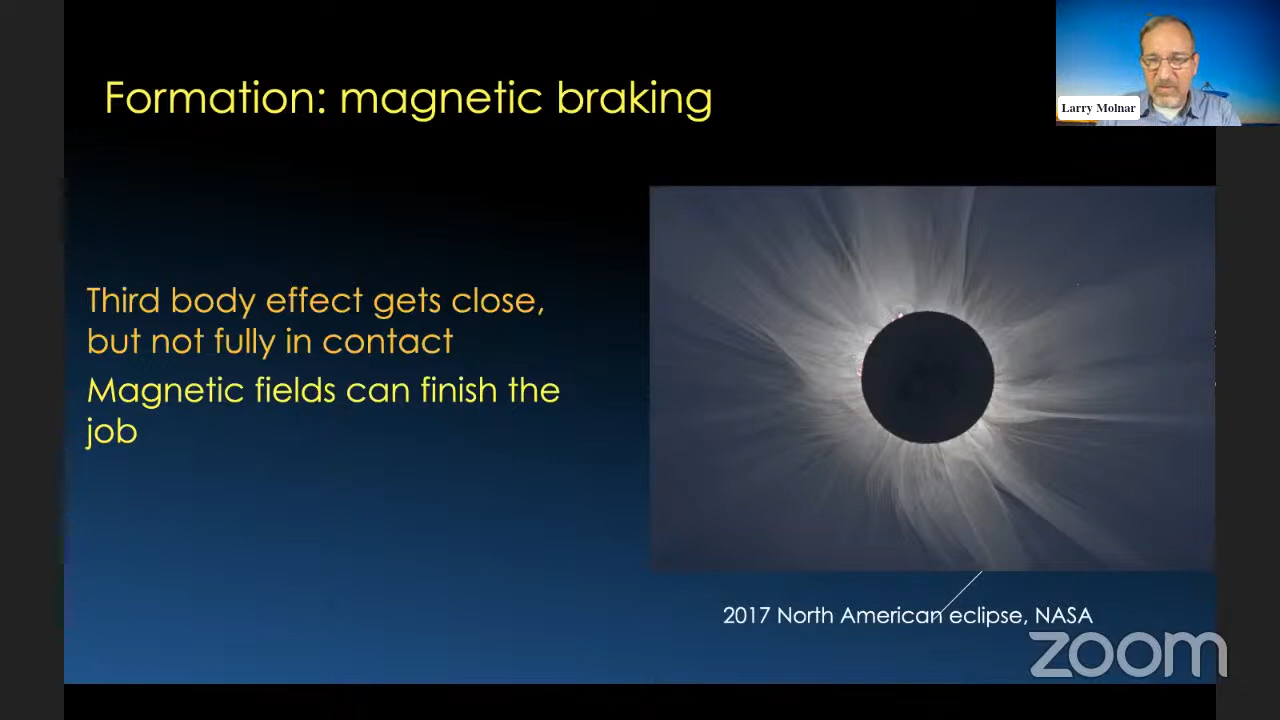 Formation: magnetic braking
Larry Molnar
Third body effect gets close,
but not fully in contact
Magnetic fields can finish the
job
2017 North American eclipse, NASA
zoom